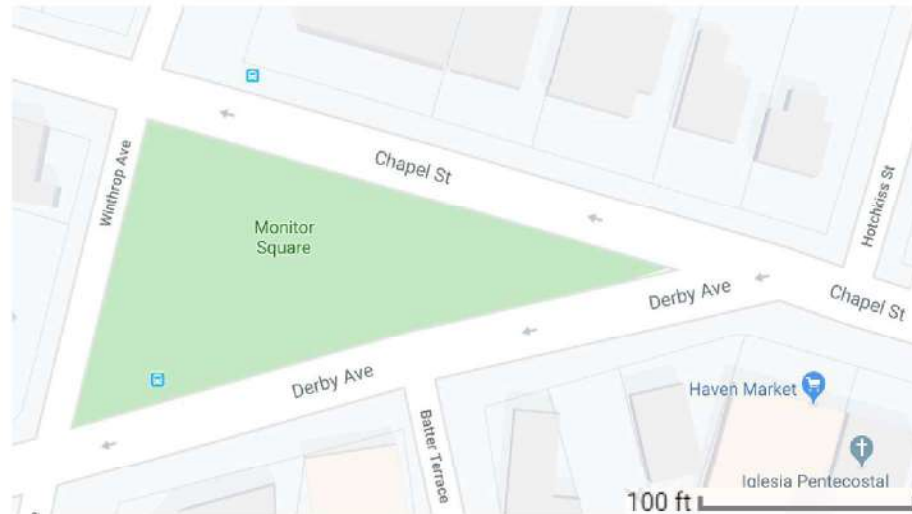 Winthrop Ave
Chapel St
Monitor
Square
Hotchkiss St
Derby Ave
Chapel St
Derby Ave
Haven Market
Batter Terrace
Iglesia Pentecostal
100 ft